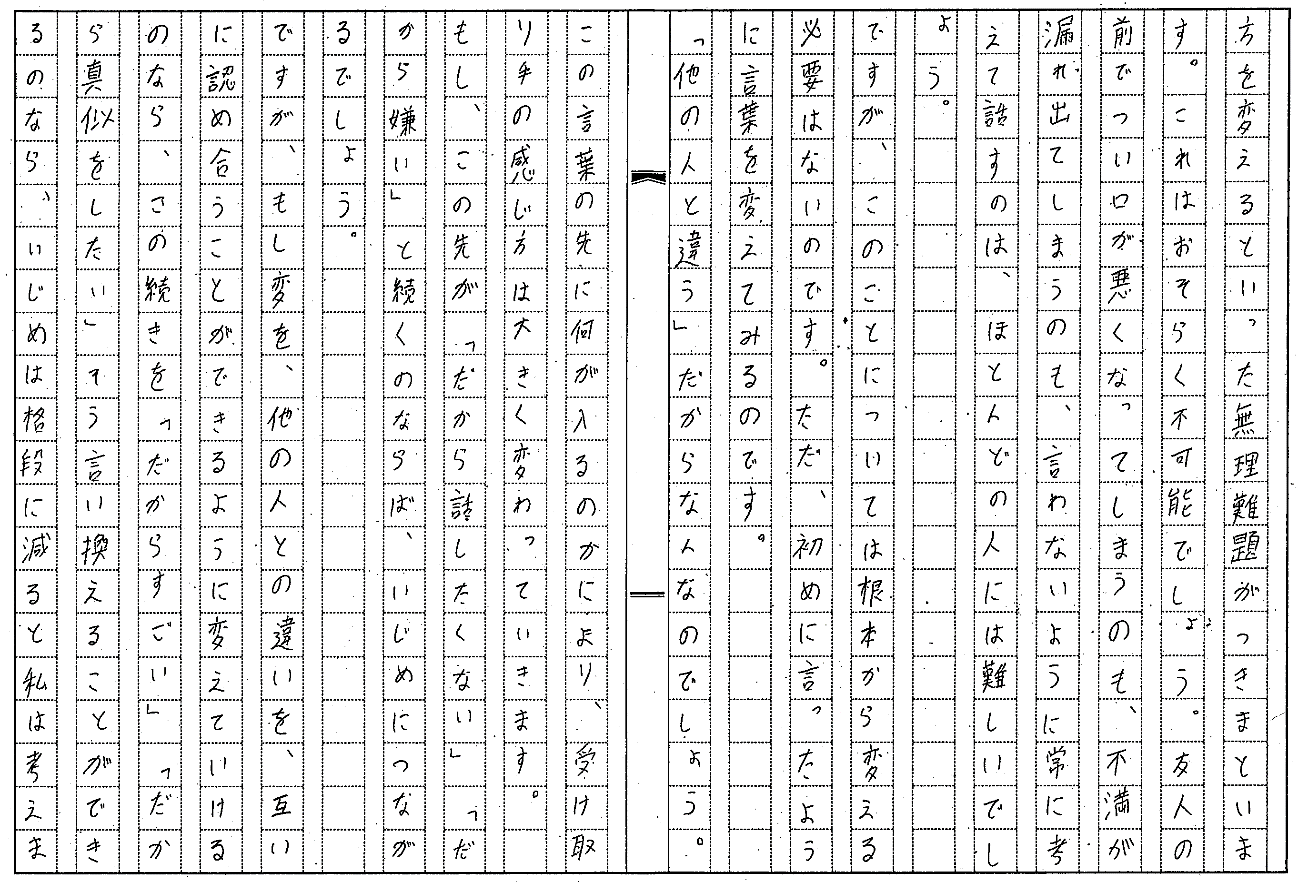 方を変えるといった無理難題がつきまといま
す。これはおそらく不可能でしょう。友人の
前でつい口が悪くなってしまうのも、不満が
漏れ出てしまうのも、言わないように常に考
えて話すのは、ほとんどの人には難しいでし
ょう。
ですが、このことについては根本から変える
必要はないのです。ただ、初めに言ったよう
に言葉を変えてみるのです。
「他の人と違う」だからなんなのでしょう。
この言葉の先に何が入るのかにより、受け取
り手の感じ方は大きく変わっていきます。
もし、この先が「だから話したくない」「だ
から嫌い」と続くのならば、いじめにつなが
るでしょう。
ですが、もし変を、他の人との違いを、互い
に認め合うことができるように変えていける
のなら、この続きを「だからすごい」「だか
ら真似をしたい」そう言い換えることができ
るのなら、いじめは格段に減ると私は考えま